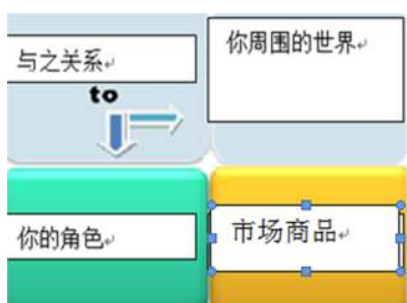 与之关系
你周围的世界
to
你的角色
市场商品